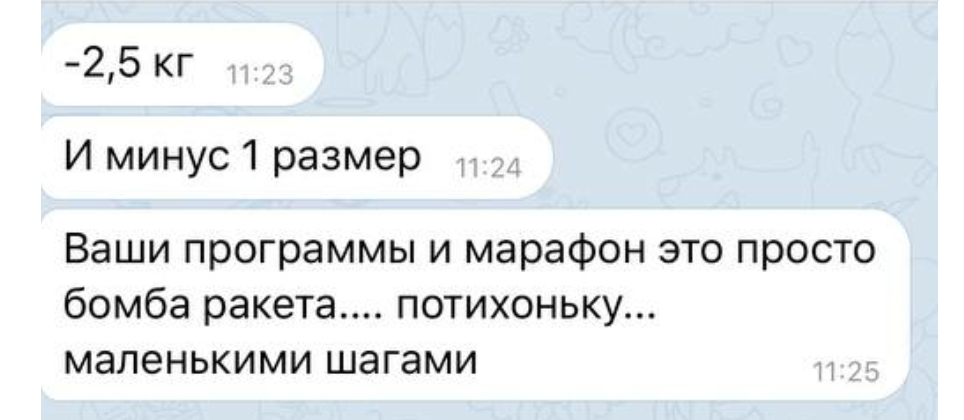 -2,5 кг 11:23
И минус 1 размер 11:24
Ваши программы и марафон это просто
бомба ракета.... потихоньку...
маленькими шагами 11:25